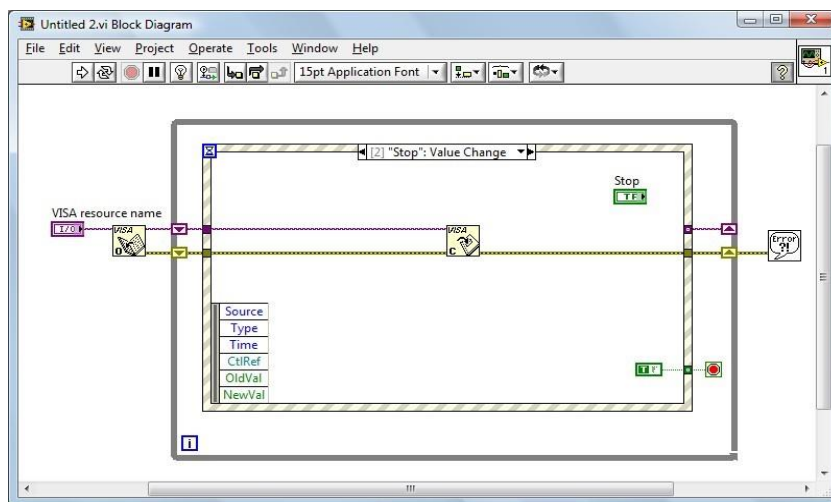 Untitled 2.vi Block Diagram
File Edit View Project Operate Tools Window Help
15pt Application Font
1
[2] "Stop": Value Change
Stop
TF
VISA resource name
I/O
VISA
O
VISA
C
Error
?!
Source
Type
Time
CtlRef
OldVal
NewVal
T F
i